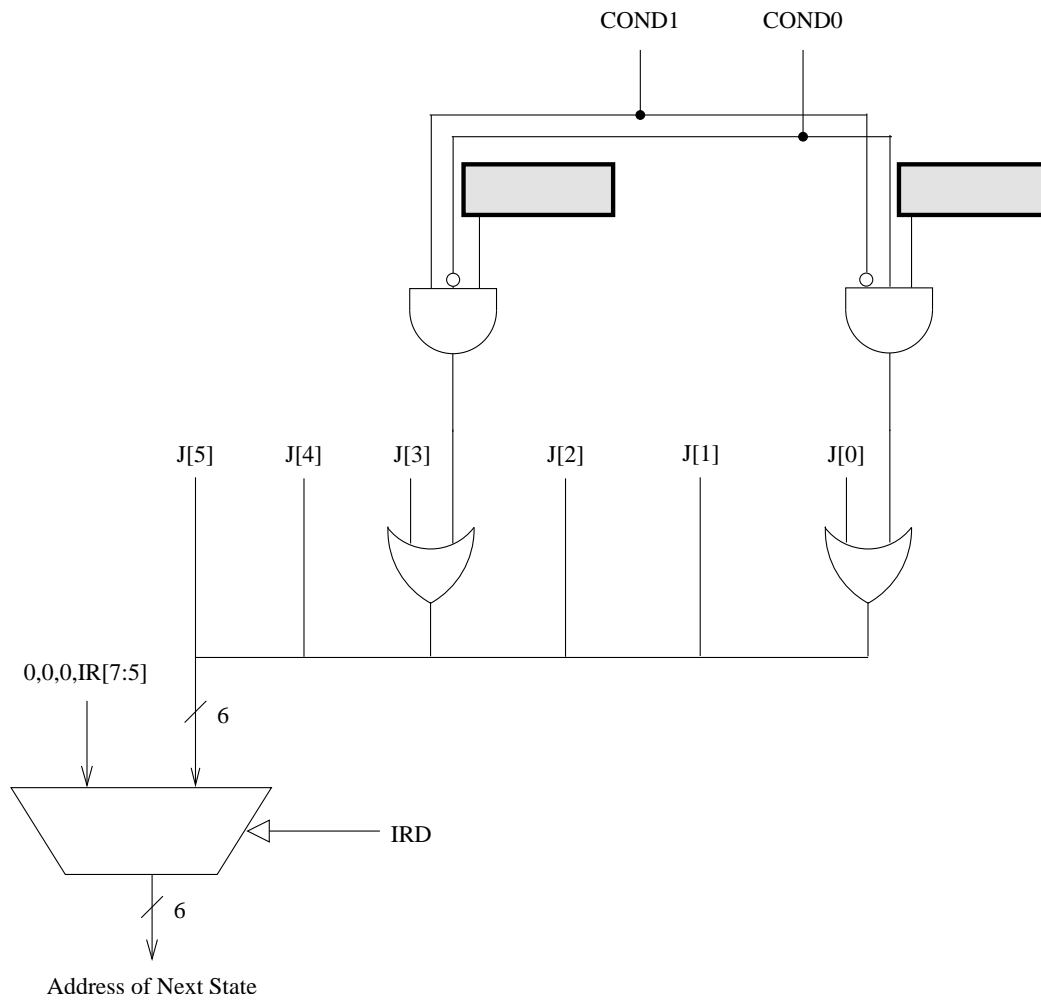 COND1 COND0
J[5] J[4] J[3] J[2] J[1] J[0]
0,0,0,IR[7:5]
6
IRD
6
Address of Next State